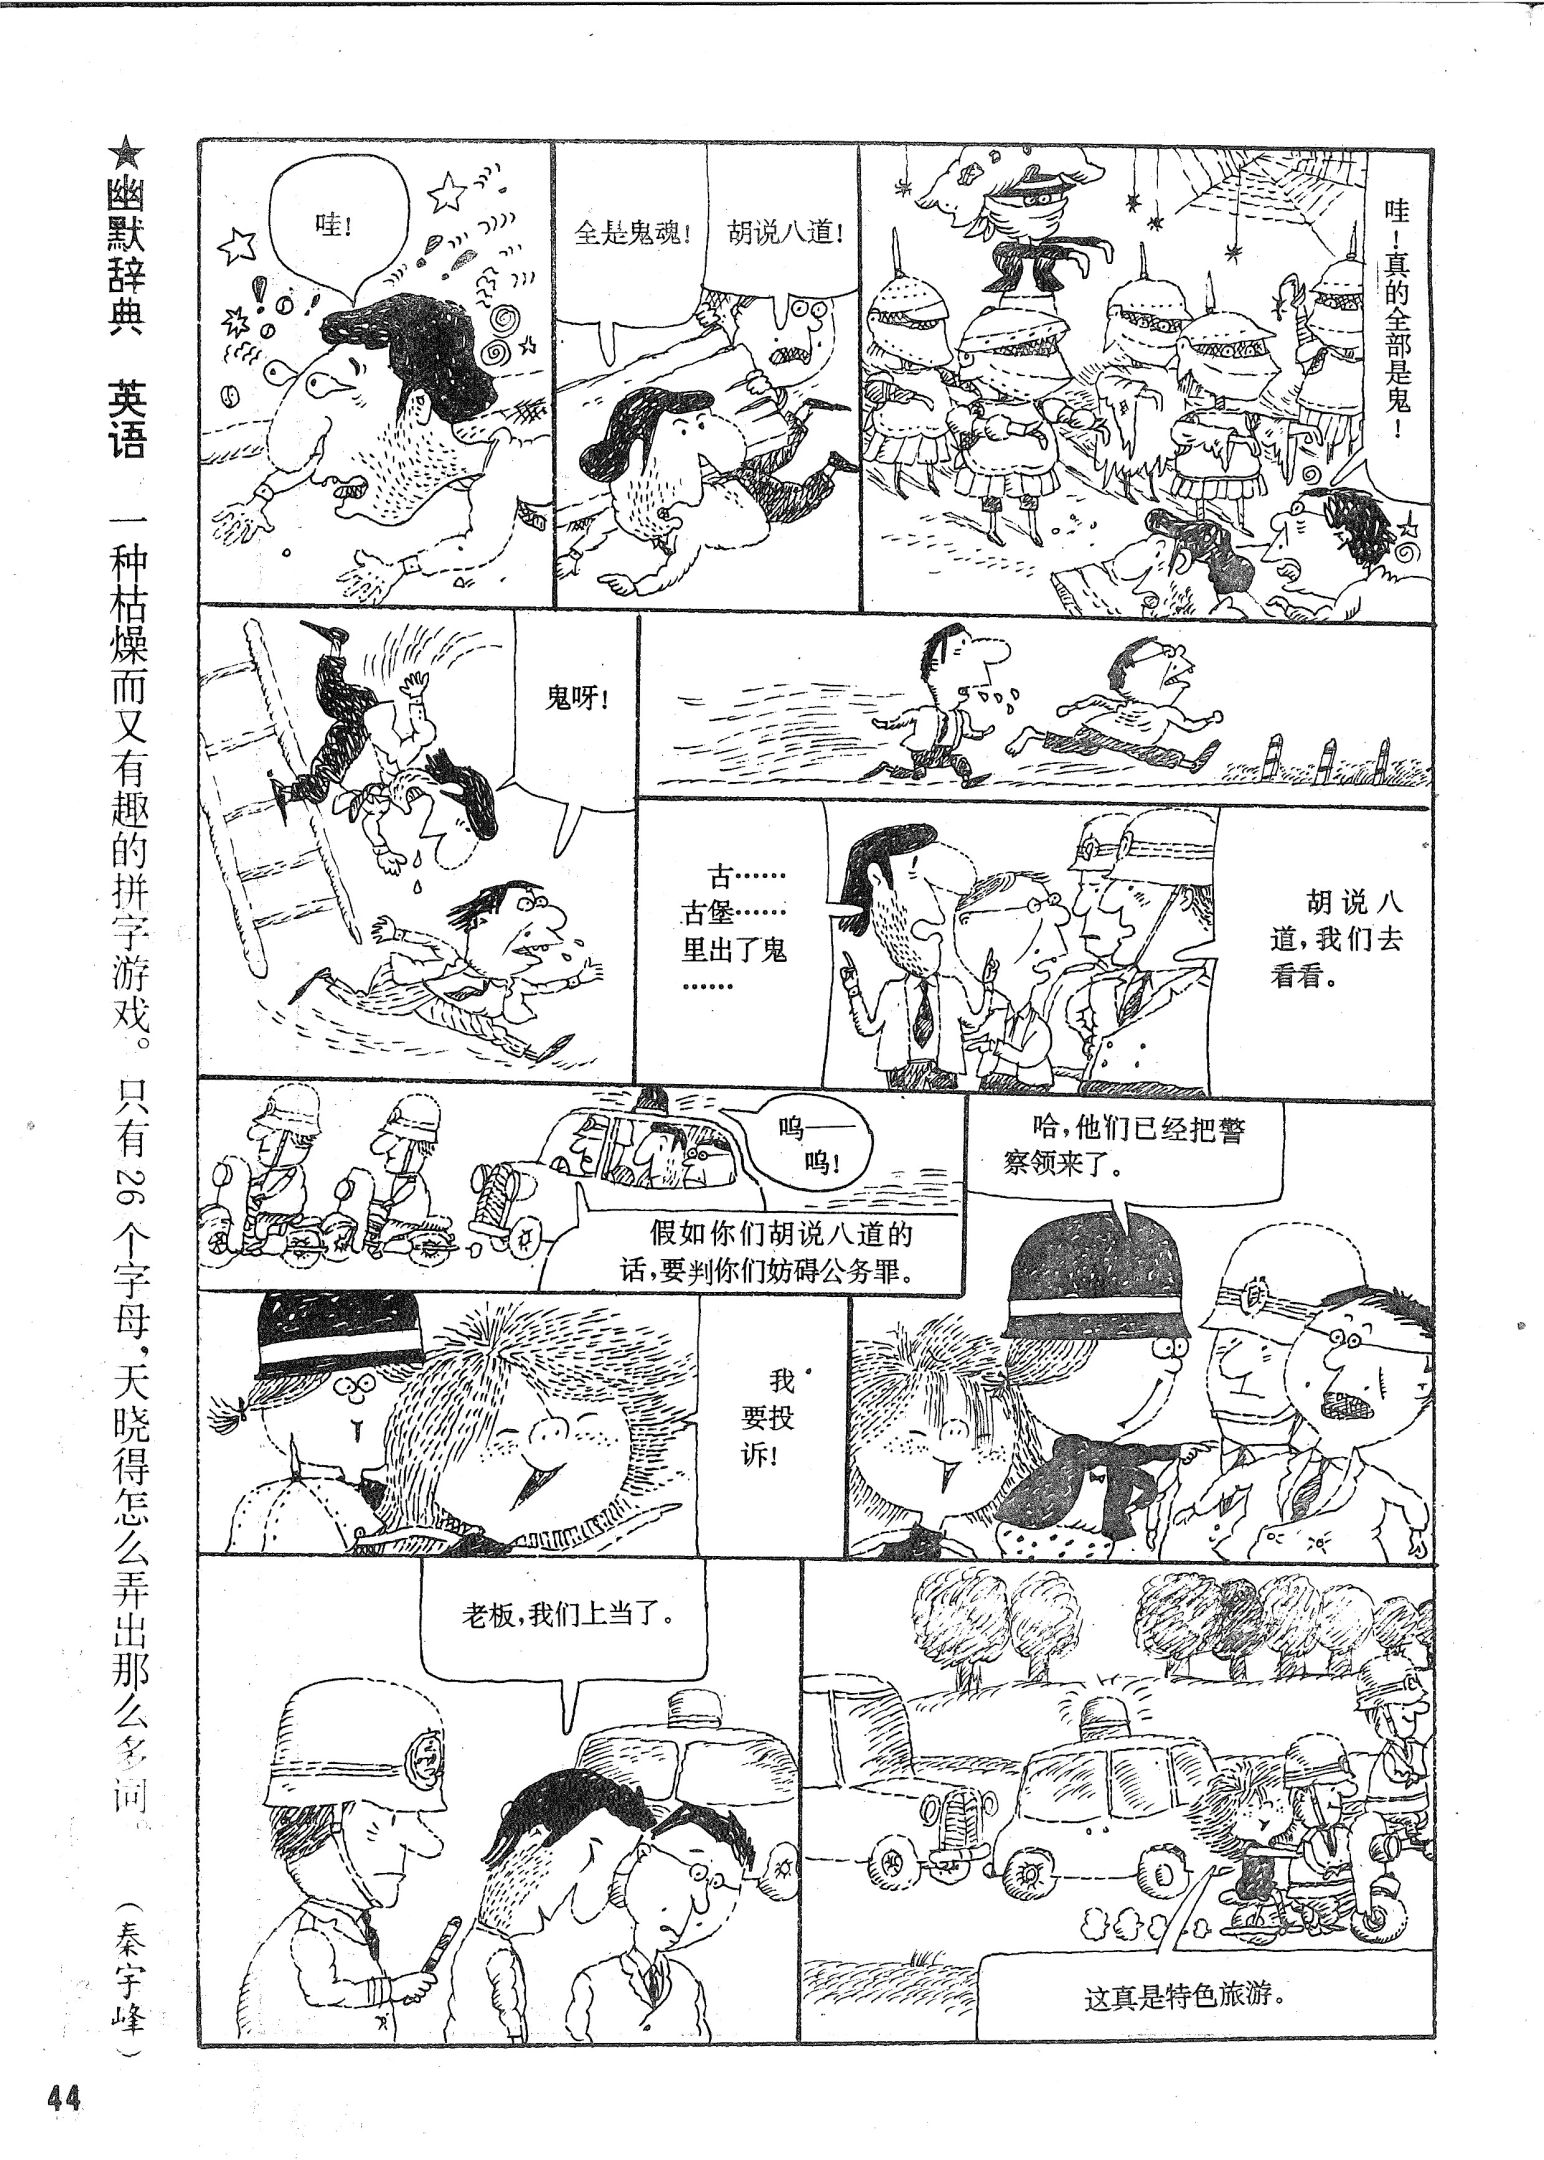 ★幽默辞典 英语 一种枯燥而又有趣的拼字游戏。只有26个字母，天晓得怎么弄出那么多词。 （秦宇峰）
哇！
全是鬼魂！
胡说八道！
哇！真的全部是鬼！
鬼呀！
古……
古堡……
里出了鬼
……
胡说八
道，我们去
看看。
呜——
呜！
假如你们胡说八道的
话，要判你们妨碍公务罪。
哈，他们已经把警
察领来了。
我
要投
诉！
老板，我们上当了。
这真是特色旅游。
44